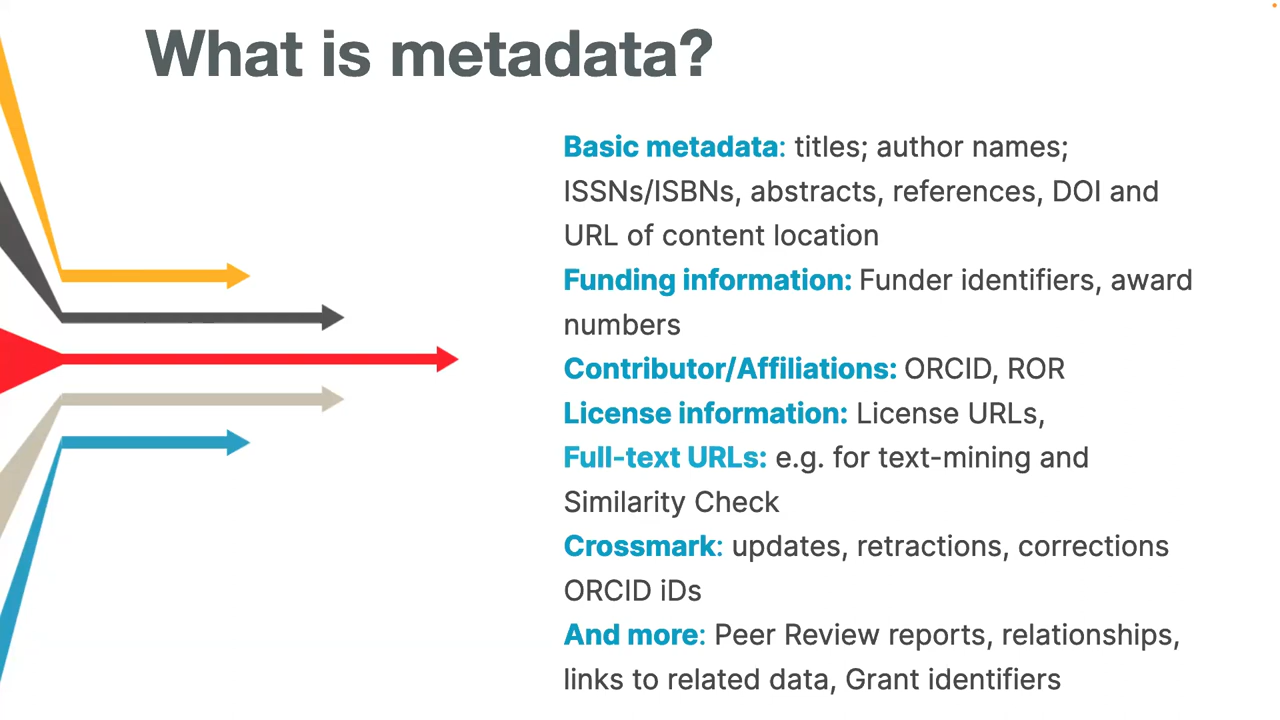 What is metadata?
Basic metadata: titles; author names;
ISSNs/ISBNs, abstracts, references, DOI and
URL of content location
Funding information: Funder identifiers, award
numbers
Contributor/Affiliations: ORCID, ROR
License information: License URLs,
Full-text URLs: e.g. for text-mining and
Similarity Check
Crossmark: updates, retractions, corrections
ORCID iDs
And more: Peer Review reports, relationships,
links to related data, Grant identifiers